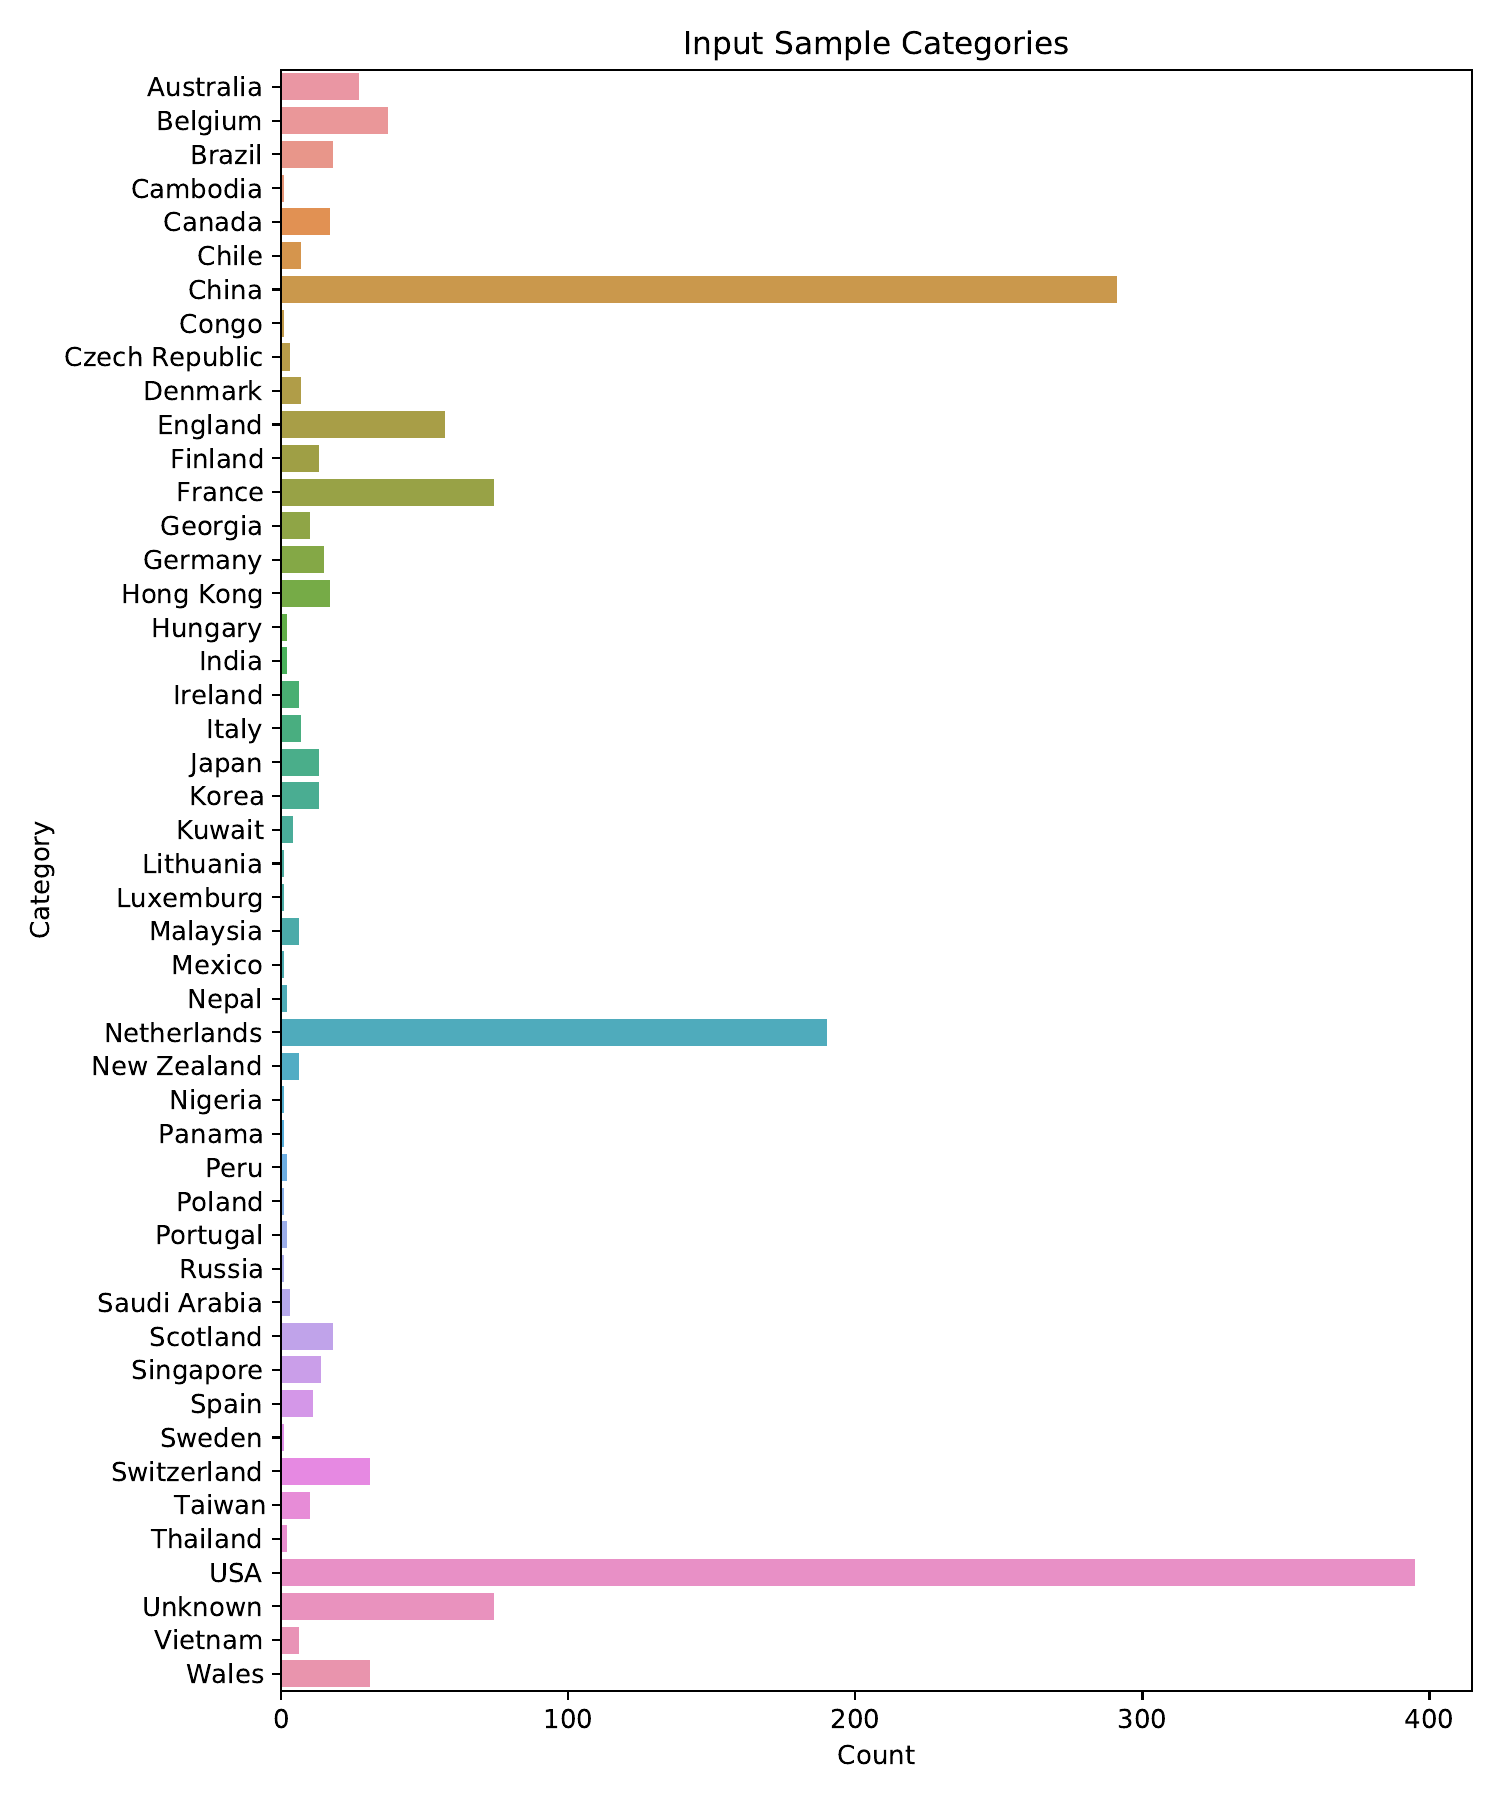 Input Sample Categories
Australia
Belgium
Brazil
Cambodia
Canada
Chile
China
Congo
Czech Republic
Denmark
England
Finland
France
Georgia
Germany
Hong Kong
Hungary
India
Ireland
Italy
Japan
Korea
Kuwait
Lithuania
Luxemburg
Malaysia
Mexico
Nepal
Netherlands
New Zealand
Nigeria
Panama
Peru
Poland
Portugal
Russia
Saudi Arabia
Scotland
Singapore
Spain
Sweden
Switzerland
Taiwan
Thailand
USA
Unknown
Vietnam
Wales
Category
0 100 200 300 400
Count